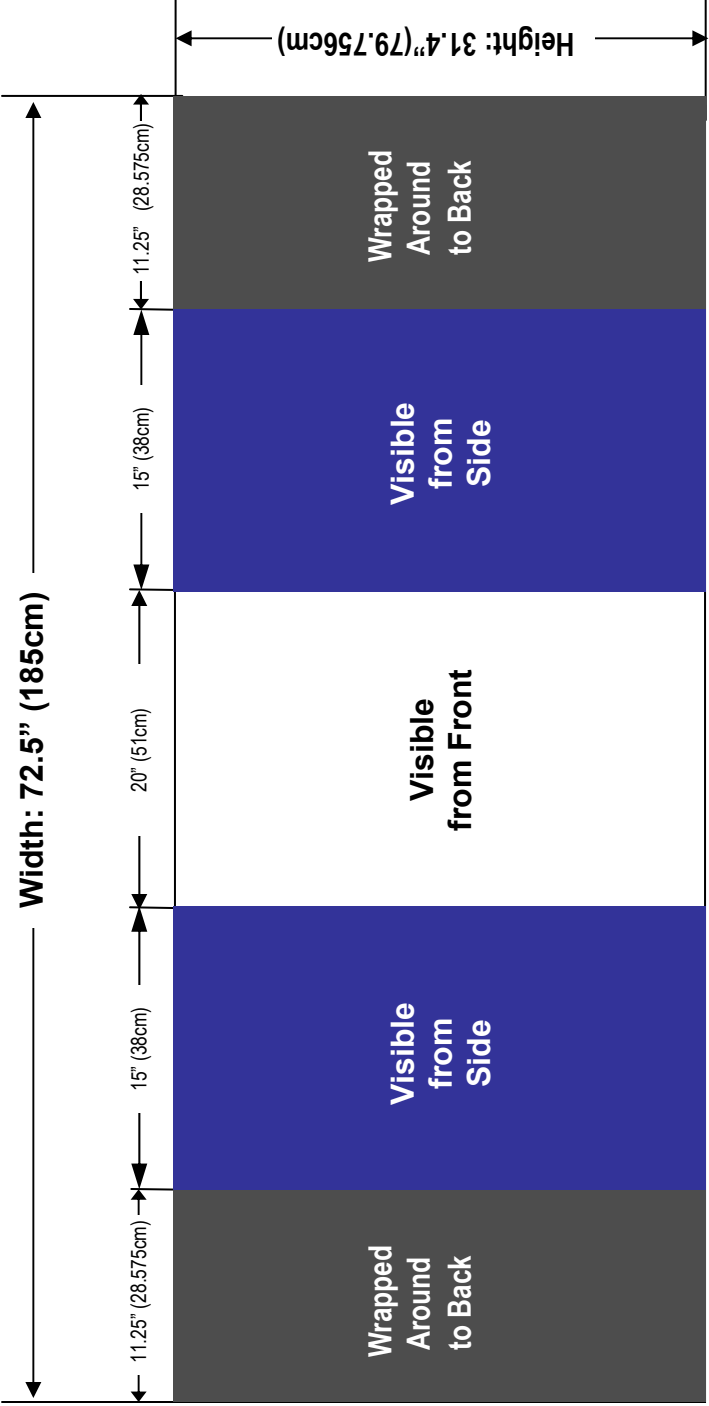 Width: 72.5” (185cm)
11.25” (28.575cm)
15” (38cm)
20” (51cm)
15” (38cm)
11.25” (28.575cm)
Wrapped
Around
to Back
Visible
from
Side
Visible
from Front
Visible
from
Side
Wrapped
Around
to Back
Height: 31.4”(79.756cm)